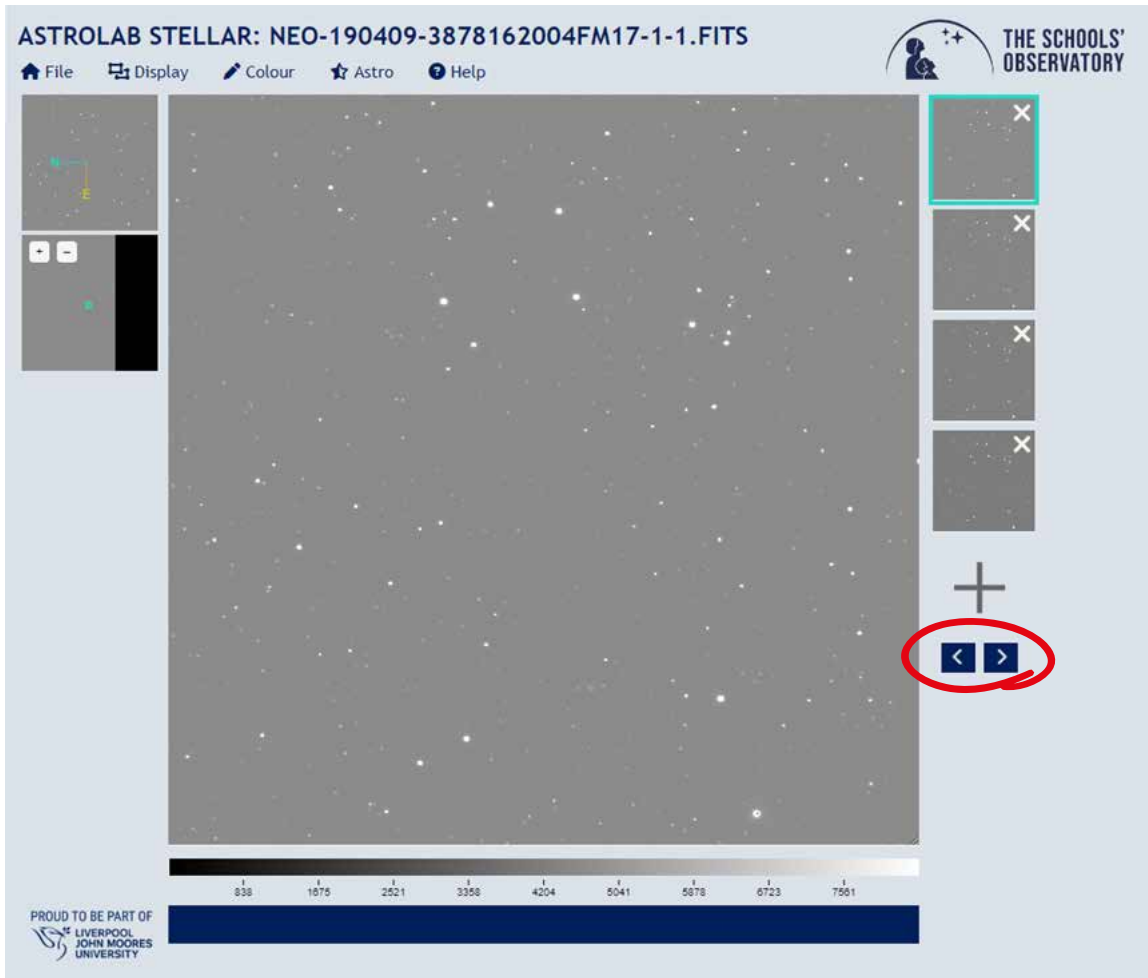 ASTROLAB STELLAR: NEO-190409-3878162004FM17-1-1.FITS
File Display Colour Astro Help
THE SCHOOLS'
OBSERVATORY
N
E
+ −
838 1675 2521 3358 4204 5041 5878 6723 7561
PROUD TO BE PART OF
LIVERPOOL
JOHN MOORES
UNIVERSITY